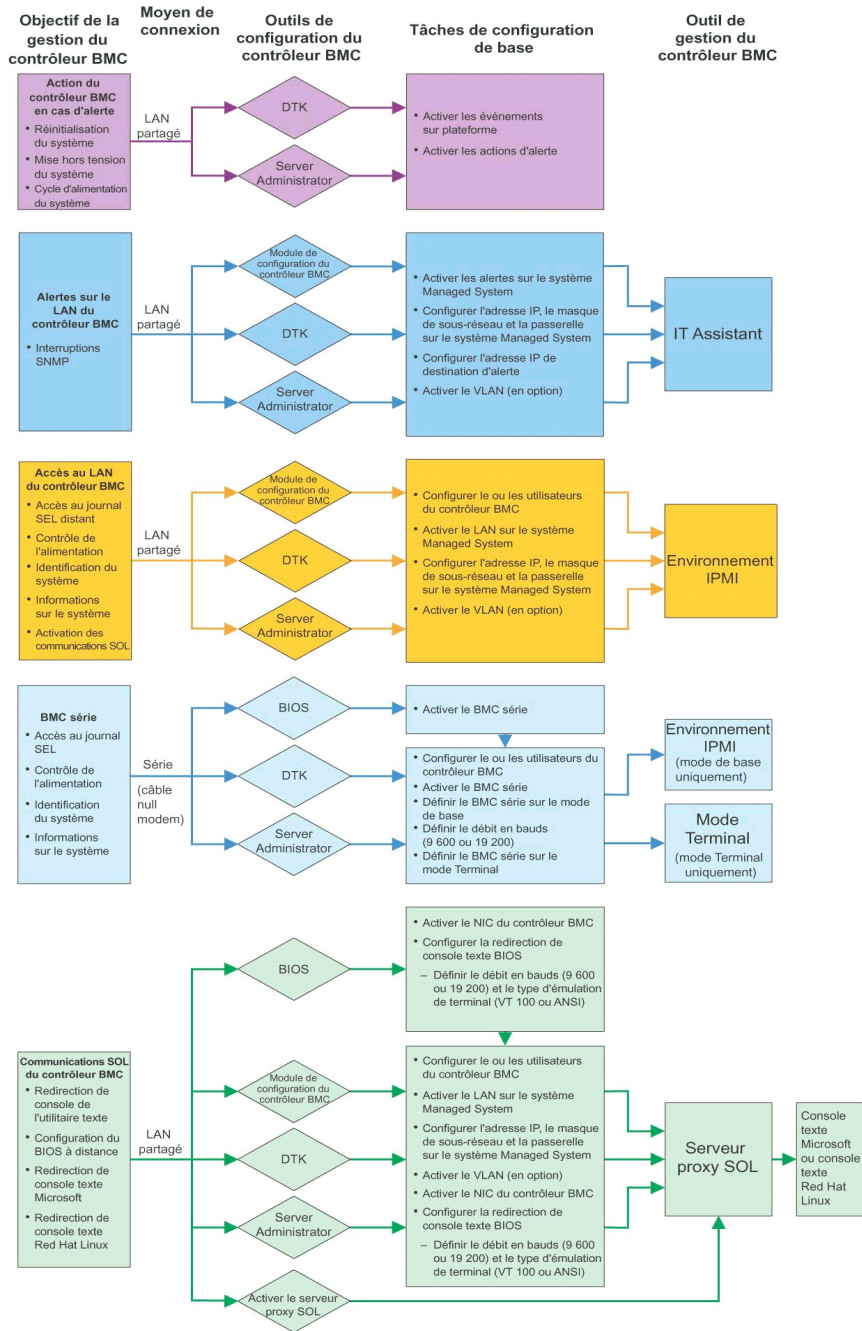 Objectif de la
gestion du
contrôleur BMC
Moyen de
connexion
Outils de
configuration du
contrôleur BMC
Tâches de configuration
de base
Outil de
gestion du
contrôleur BMC
Action du
contrôleur BMC
en cas d'alerte
• Réinitialisation
du système
• Mise hors tension
du système
• Cycle d'alimentation
du système
LAN
partagé
DTK
Server
Administrator
• Activer les événements
sur plateforme
• Activer les actions d'alerte
Alertes sur le
LAN du
contrôleur BMC
• Interruptions
SNMP
LAN
partagé
Module de
configuration du
contrôleur BMC
DTK
Server
Administrator
• Activer les alertes sur le système
Managed System
• Configurer l'adresse IP, le masque
de sous-réseau et la passerelle
sur le système Managed System
• Configurer l'adresse IP de
destination d'alerte
• Activer le VLAN (en option)
IT Assistant
Accès au LAN
du contrôleur BMC
• Accès au journal
SEL distant
• Contrôle de
l'alimentation
• Identification du
système
• Informations
sur le système
• Activation des
communications SOL
LAN
partagé
Module de
configuration du
contrôleur BMC
DTK
Server
Administrator
• Configurer le ou les utilisateurs
du contrôleur BMC
• Activer le LAN sur le système
Managed System
• Configurer l'adresse IP, le masque
de sous-réseau et la passerelle
sur le système Managed System
• Activer le VLAN (en option)
Environnement
IPMI
BMC série
• Accès au journal
SEL
• Contrôle de
l'alimentation
• Identification
du système
• Informations
sur le système
Série
(câble
null
modem)
BIOS
DTK
Server
Administrator
• Activer le BMC série
• Configurer le ou les utilisateurs du
contrôleur BMC
• Activer le BMC série
• Définir le BMC série sur le mode
de base
• Définir le débit en bauds
(9 600 ou 19 200)
• Définir le BMC série sur le
mode Terminal
Environnement
IPMI
(mode de base
uniquement)
Mode
Terminal
(mode Terminal
uniquement)
Communications SOL
du contrôleur BMC
• Redirection de
console de
l'utilitaire texte
• Configuration du
BIOS à distance
• Redirection de
console texte
Microsoft
• Redirection de
console texte
Red Hat Linux
LAN
partagé
BIOS
Module de
configuration du
contrôleur BMC
DTK
Server
Administrator
Activer le serveur
proxy SOL
• Activer le NIC du contrôleur BMC
• Configurer la redirection de
console texte BIOS
– Définir le débit en bauds (9 600
ou 19 200) et le type d'émulation
de terminal (VT 100 ou ANSI)
• Configurer le ou les utilisateurs
du contrôleur BMC
• Activer le LAN sur le système
Managed System
• Configurer l'adresse IP, le masque
de sous-réseau et la passerelle
sur le système Managed System
• Activer le VLAN (en option)
• Activer le NIC du contrôleur BMC
• Configurer la redirection de
console texte BIOS
– Définir le débit en bauds (9 600
ou 19 200) et le type d'émulation
de terminal (VT 100 ou ANSI)
Serveur
proxy SOL
Console
texte
Microsoft
ou console
texte
Red Hat
Linux